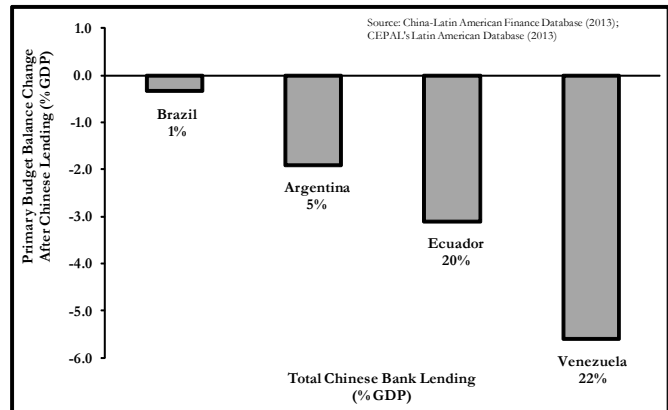 Source: China-Latin American Finance Database (2013);
CEPAL's Latin American Database (2013)
Primary Budget Balance Change
After Chinese Lending (% GDP)
1.0
0.0
-1.0
-2.0
-3.0
-4.0
-5.0
-6.0
Brazil
1%
Argentina
5%
Ecuador
20%
Venezuela
22%
Total Chinese Bank Lending
(% GDP)